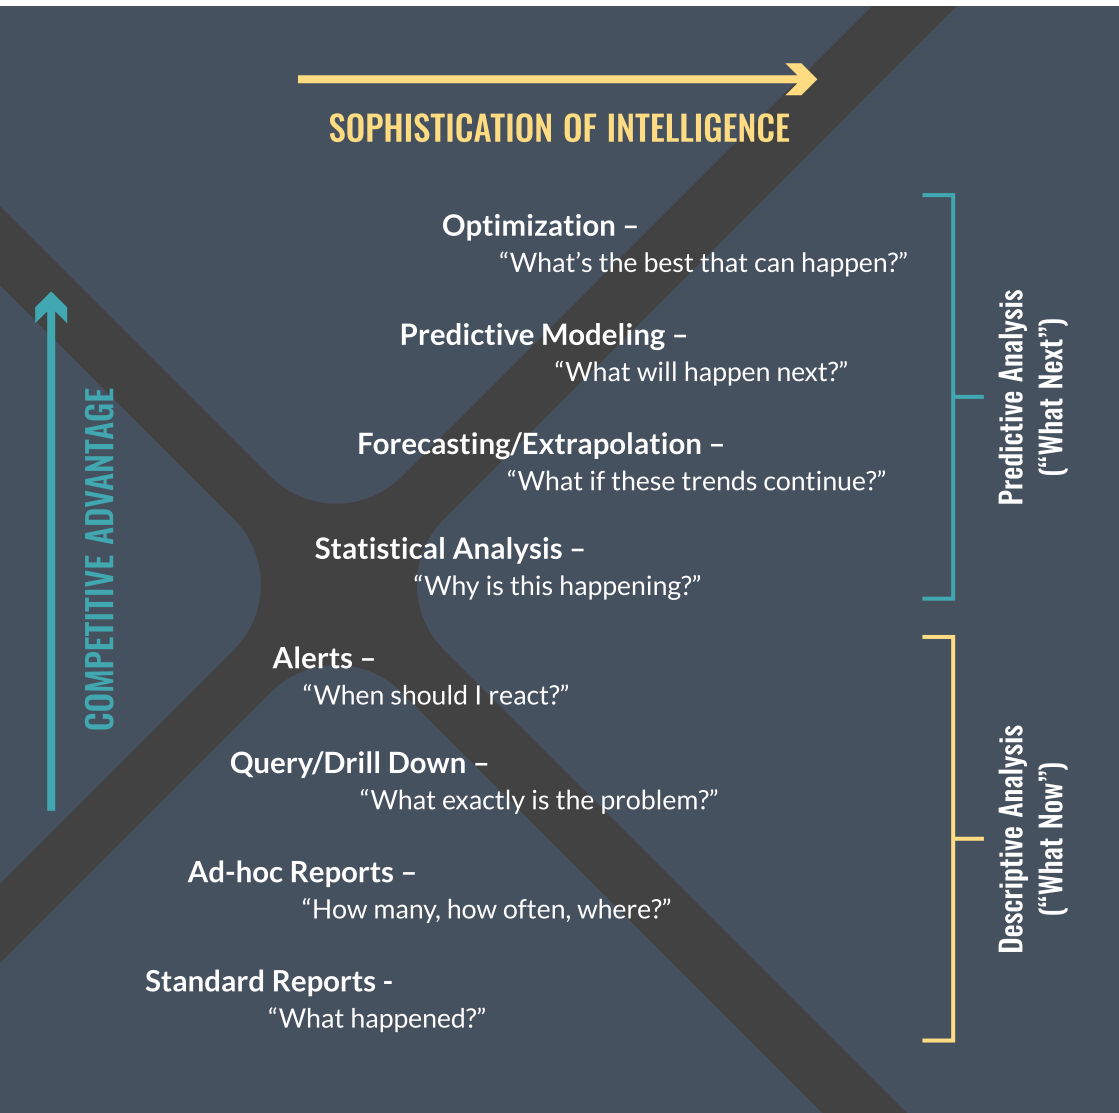 SOPHISTICATION OF INTELLIGENCE
COMPETITIVE ADVANTAGE
Optimization –
“What’s the best that can happen?”
Predictive Modeling –
“What will happen next?”
Forecasting/Extrapolation –
“What if these trends continue?”
Statistical Analysis –
“Why is this happening?”
Alerts –
“When should I react?”
Query/Drill Down –
“What exactly is the problem?”
Ad-hoc Reports –
“How many, how often, where?”
Standard Reports -
“What happened?”
Predictive Analysis
(“What Next”)
Descriptive Analysis
(“What Now”)